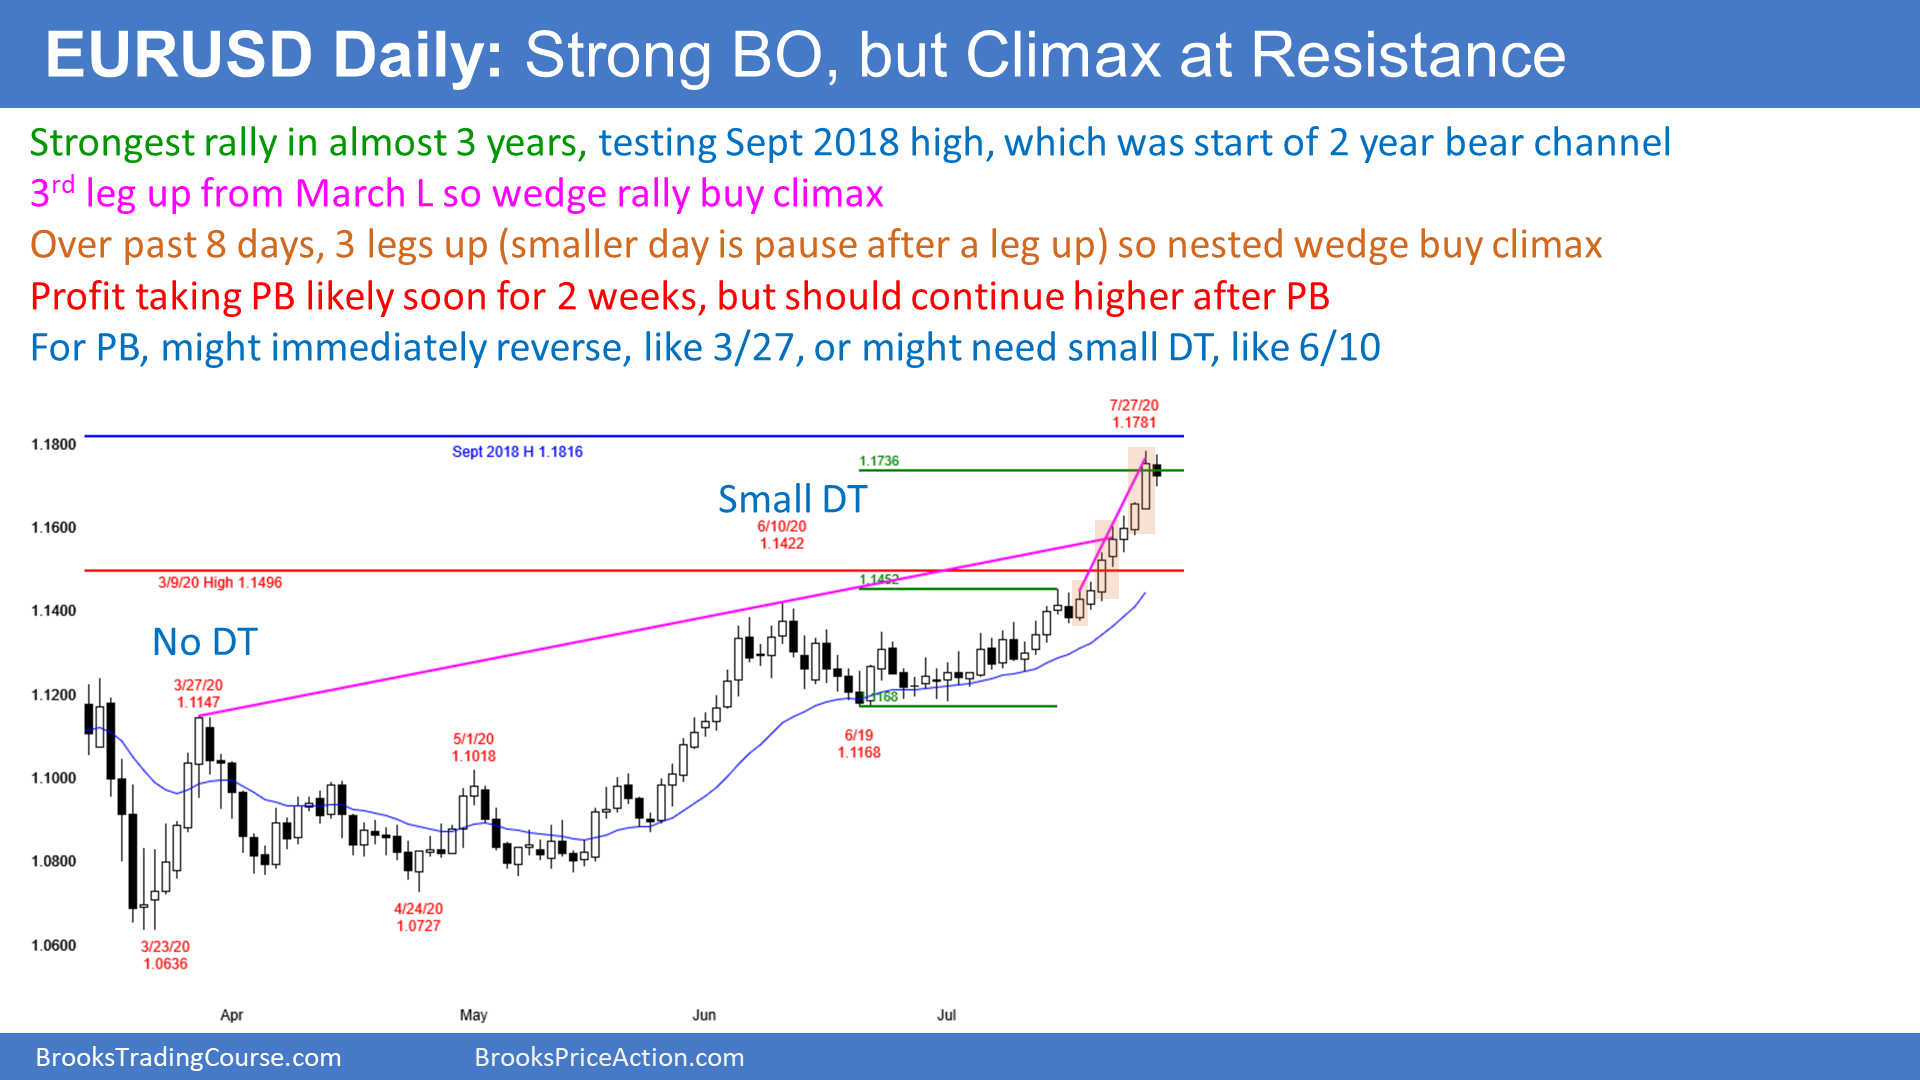 EURUSD Daily: Strong BO, but Climax at Resistance
Strongest rally in almost 3 years, testing Sept 2018 high, which was start of 2 year bear channel
3rd leg up from March L so wedge rally buy climax
Over past 8 days, 3 legs up (smaller day is pause after a leg up) so nested wedge buy climax
Profit taking PB likely soon for 2 weeks, but should continue higher after PB
For PB, might immediately reverse, like 3/27, or might need small DT, like 6/10
7/27/20
1.1781
1.1800
Sept 2018 H 1.1816
1.1736
Small DT
6/10/20
1.1422
1.1600
3/9/20 High 1.1496
1.1452
1.1400
No DT
3/27/20
1.1147
1.1200
1.1168
5/1/20
1.1018
6/19
1.1168
1.1000
1.0800
4/24/20
1.0727
1.0600
3/23/20
1.0636
Apr
May
Jun
Jul
BrooksTradingCourse.com
BrooksPriceAction.com